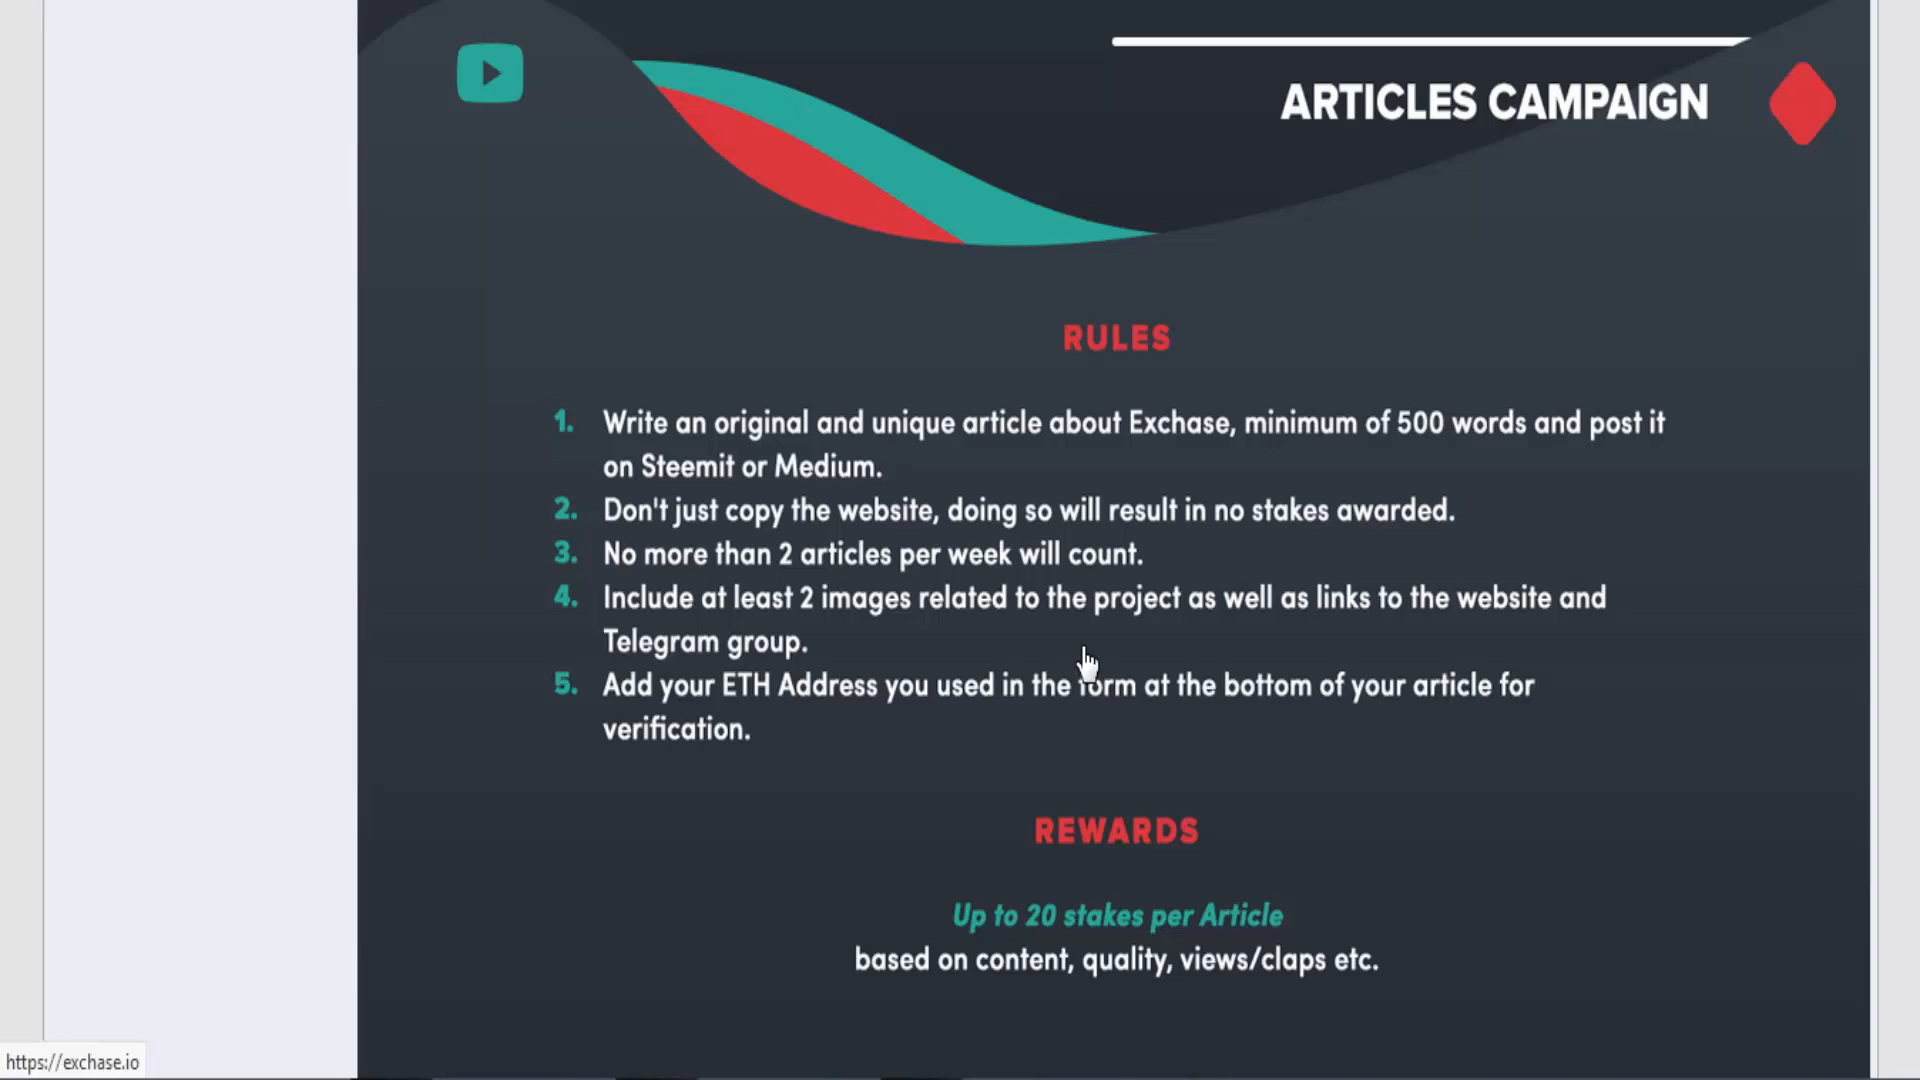 ARTICLES CAMPAIGN
RULES
1. Write an original and unique article about Exchase, minimum of 500 words and post it
on Steemit or Medium.
2. Don't just copy the website, doing so will result in no stakes awarded.
3. No more than 2 articles per week will count.
4. Include at least 2 images related to the project as well as links to the website and
Telegram group.
5. Add your ETH Address you used in the form at the bottom of your article for
verification.
REWARDS
Up to 20 stakes per Article
based on content, quality, views/claps etc.
https://exchase.io